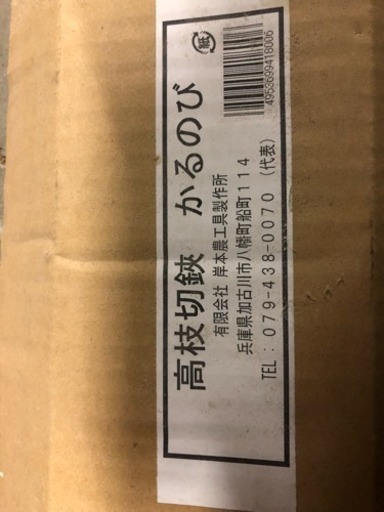 高枝切鋏 かるのび
有限会社 岸本農工具製作所
兵庫県加古川市八幡町船町114
TEL:079-438-0070 (代表)
紙
4953699418006